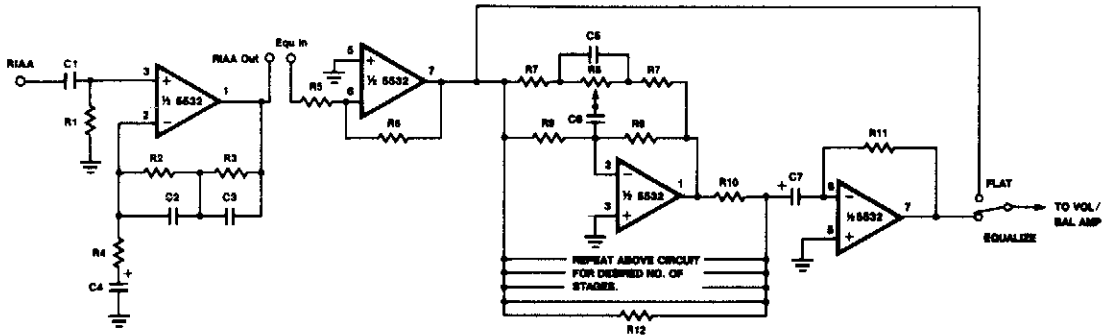 RIAA
C1
R1
3
+
½ 5532
2
−
1
R2
R3
C2
C3
R4
+
C4
RIAA Out
Equ In
R5
5
+
½ 5532
6
−
7
R6
C5
R7
R8
R7
C6
R9
R9
2
−
½ 5532
3
+
1
R10
+
C7
R11
6
−
½ 5532
5
+
7
FLAT
EQUALIZE
TO VOL/
BAL AMP
REPEAT ABOVE CIRCUIT
FOR DESIRED NO. OF
STAGES.
R12